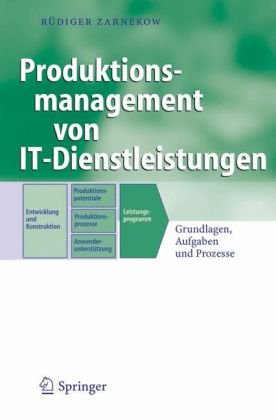 RÜDIGER ZARNEKOW
Produktions-
management von
IT-Dienstleistungen
Entwicklung und
Konstruktion
Produktions-
potentiale
Produktions-
prozesse
Anwender-
unterstützung
Leistungs-
programm
Grundlagen,
Aufgaben
und Prozesse
Springer